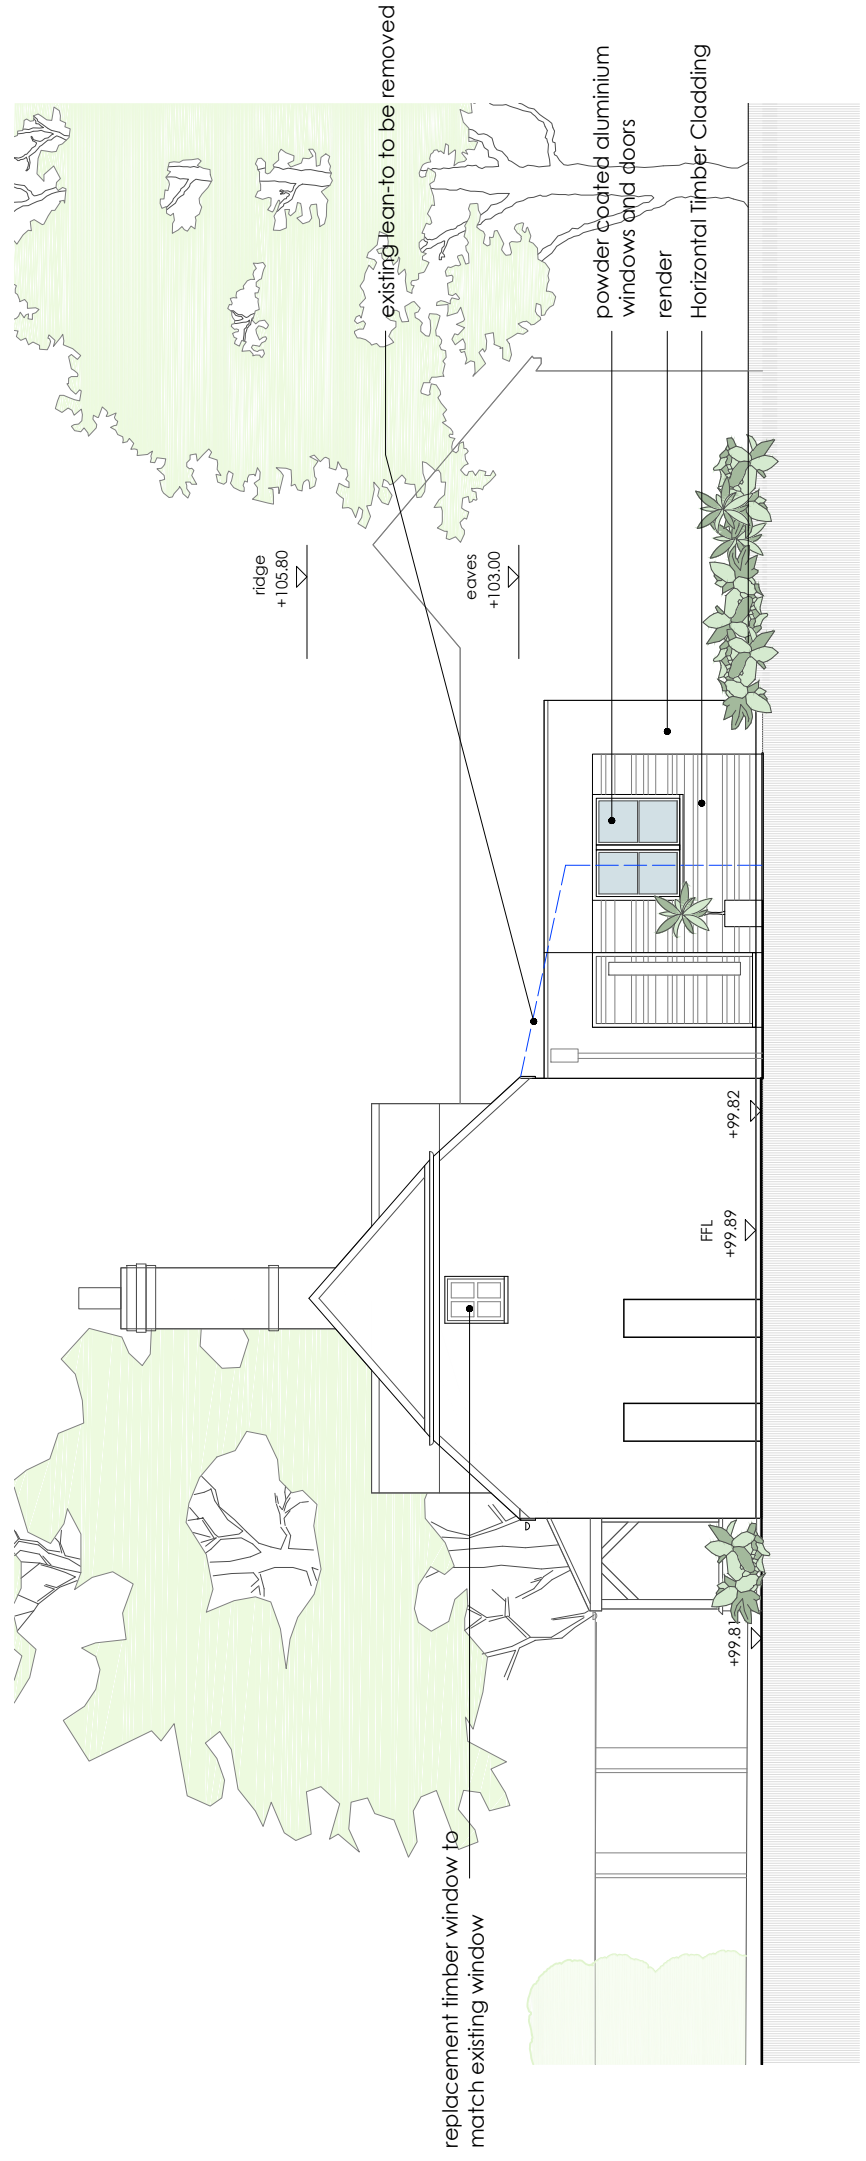 existing lean-to to be removed
powder coated aluminium
windows and doors
render
Horizontal Timber Cladding
ridge
+105.80
eaves
+103.00
+99.82
FFL
+99.89
+99.81
replacement timber window to
match existing window